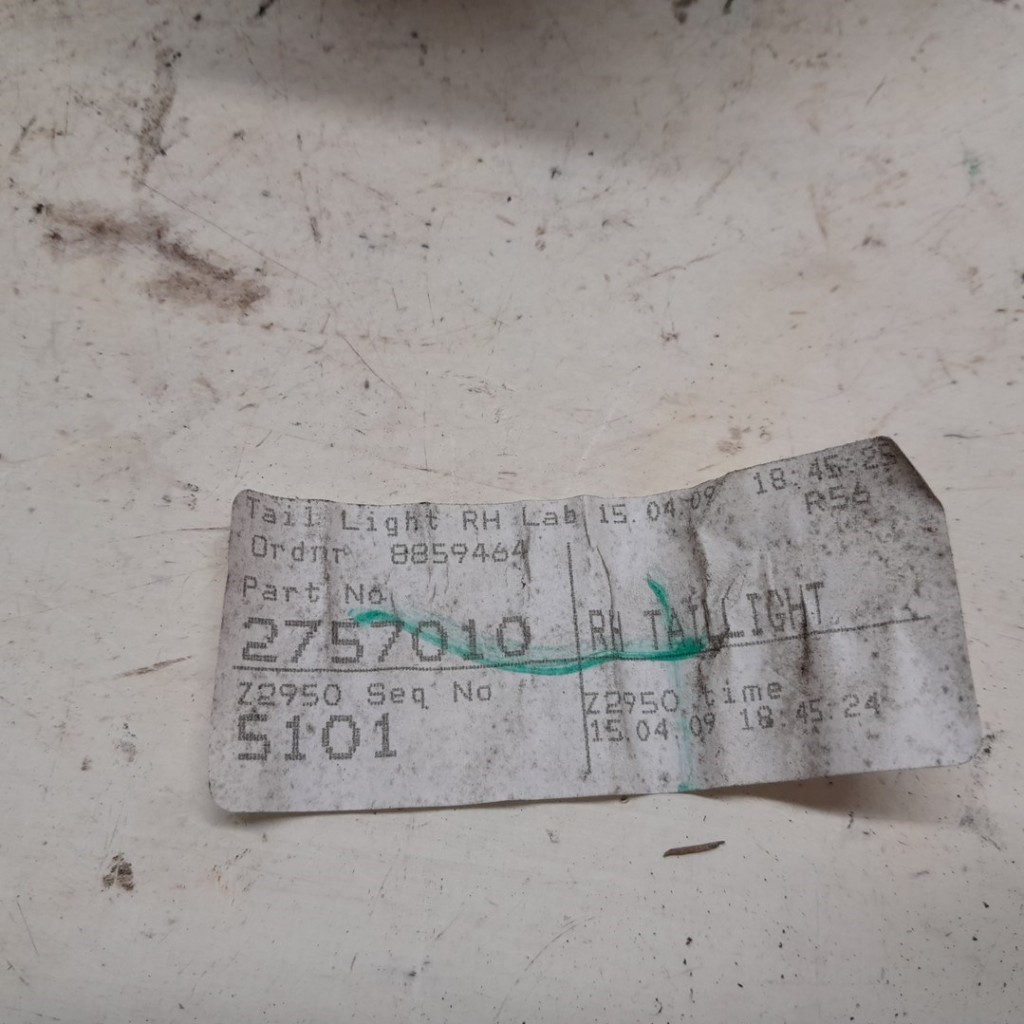 Tail Light RH Lab 15.04.09 18:45:25
R56
Ordnr 8859464
Part No
2757010
RH TAILLIGHT
Z2950 Seq No
5101
Z2950 time
15.04.09 18:45:24